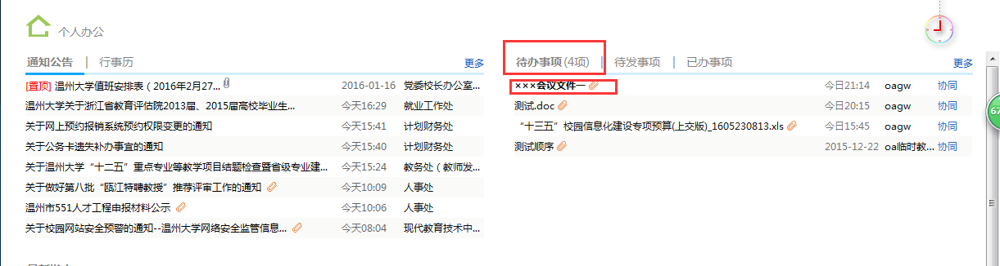 个人办公
通知公告 | 行事历 更多
[置顶] 温州大学值班安排表（2016年2月27... 2016-01-16 党委校长办公室...
温州大学关于浙江省教育评估院2013届、2015届高校毕业生... 今天16:29 就业工作处
关于网上预约报销系统预约权限变更的通知 今天15:41 计划财务处
关于公务卡遗失补办事宜的通知 今天15:40 计划财务处
关于温州大学“十二五”重点专业等教学项目结题检查暨省级专业建... 今天15:24 教务处（教师发...
关于做好第八批“瓯江特聘教授”推荐评审工作的通知 今天10:09 人事处
温州市551人才工程申报材料公示 今天10:06 人事处
关于校园网站安全预警的通知--温州大学网络安全监管信息... 今天08:04 现代教育技术中...
待办事项(4项) | 待发事项 | 已办事项 更多
×××会议文件一 今日21:14 oagw 协同
测试.doc 今日20:15 oagw 协同
“十三五”校园信息化建设专项预算(上交版)_1605230813.xls 今日15:45 oagw 协同
测试顺序 2015-12-22 oa临时教... 协同
67